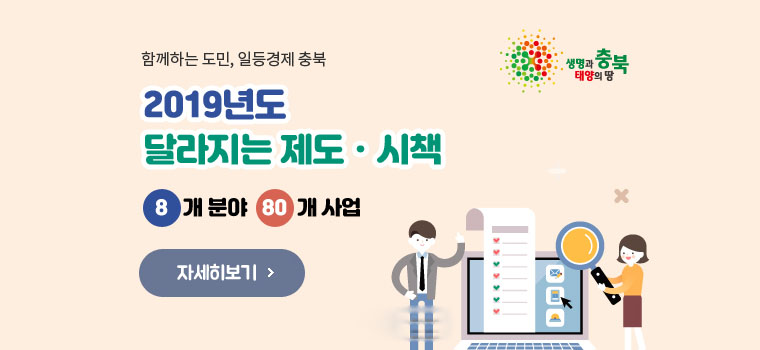 함께하는 도민, 일등경제 충북
생명과 충북
태양의 땅
2019년도
달라지는 제도 · 시책
8개 분야 80개 사업
자세히보기 >